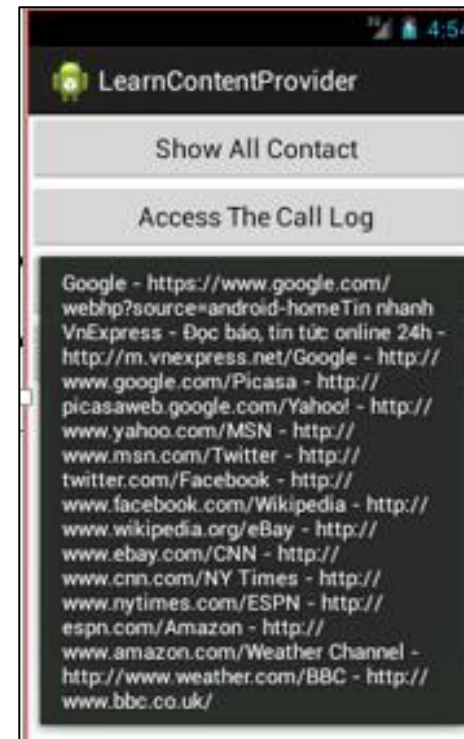 3G 4:54
LearnContentProvider
Show All Contact
Access The Call Log
Google - https://www.google.com/
webhp?source=android-homeTin nhanh
VnExpress - Đọc báo, tin tức online 24h -
http://m.vnexpress.net/Google - http://
www.google.com/Picasa - http://
picasaweb.google.com/Yahoo! - http://
www.yahoo.com/MSN - http://
www.msn.com/Twitter - http://
twitter.com/Facebook - http://
www.facebook.com/Wikipedia - http://
www.wikipedia.org/eBay - http://
www.ebay.com/CNN - http://
www.cnn.com/NY Times - http://
www.nytimes.com/ESPN - http://
espn.com/Amazon - http://
www.amazon.com/Weather Channel -
http://www.weather.com/BBC - http://
www.bbc.co.uk/